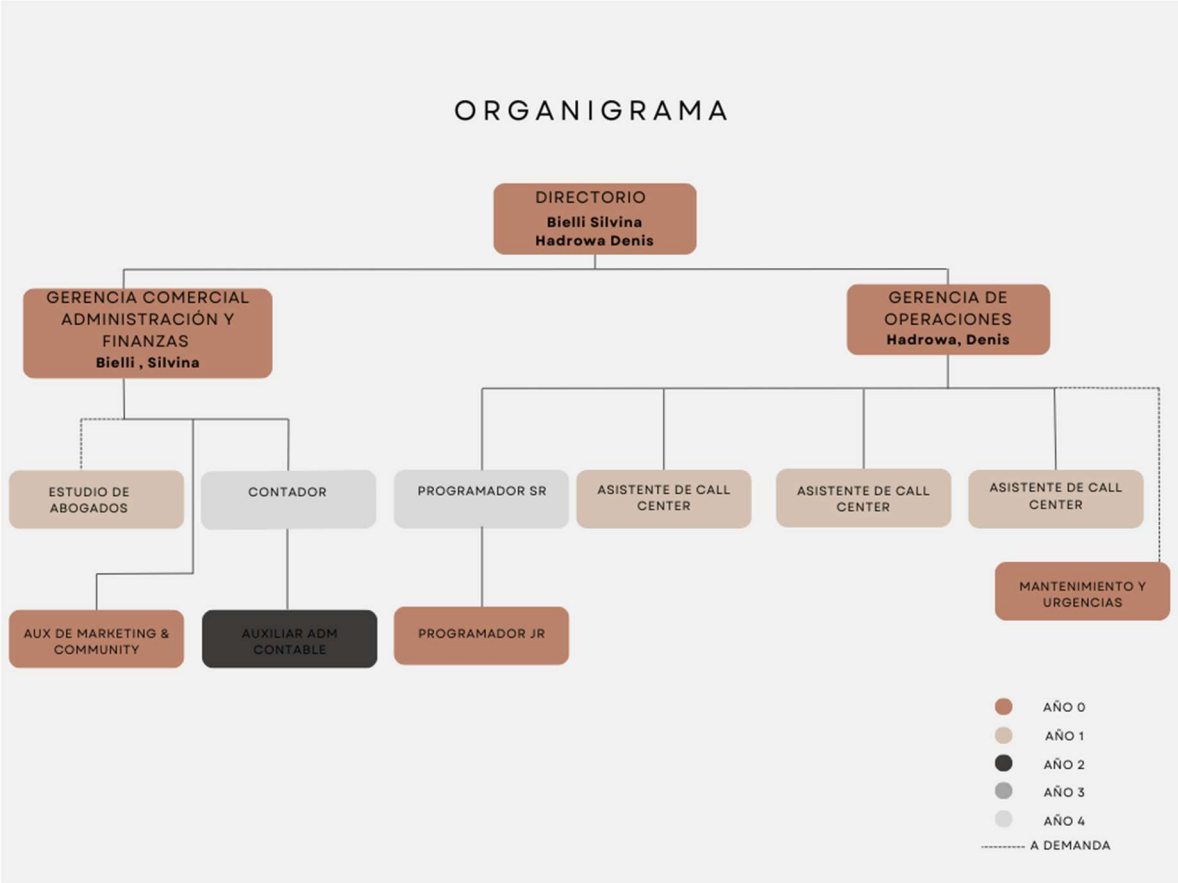 ORGANIGRAMA
DIRECTORIO
Bielli Silvina
Hadrowa Denis
GERENCIA COMERCIAL
ADMINISTRACIÓN Y
FINANZAS
Bielli , Silvina
GERENCIA DE
OPERACIONES
Hadrowa, Denis
ESTUDIO DE
ABOGADOS
CONTADOR
PROGRAMADOR SR
ASISTENTE DE CALL
CENTER
ASISTENTE DE CALL
CENTER
ASISTENTE DE CALL
CENTER
MANTENIMIENTO Y
URGENCIAS
AUX DE MARKETING &
COMMUNITY
AUXILIAR ADM
CONTABLE
PROGRAMADOR JR
AÑO 0
AÑO 1
AÑO 2
AÑO 3
AÑO 4
A DEMANDA